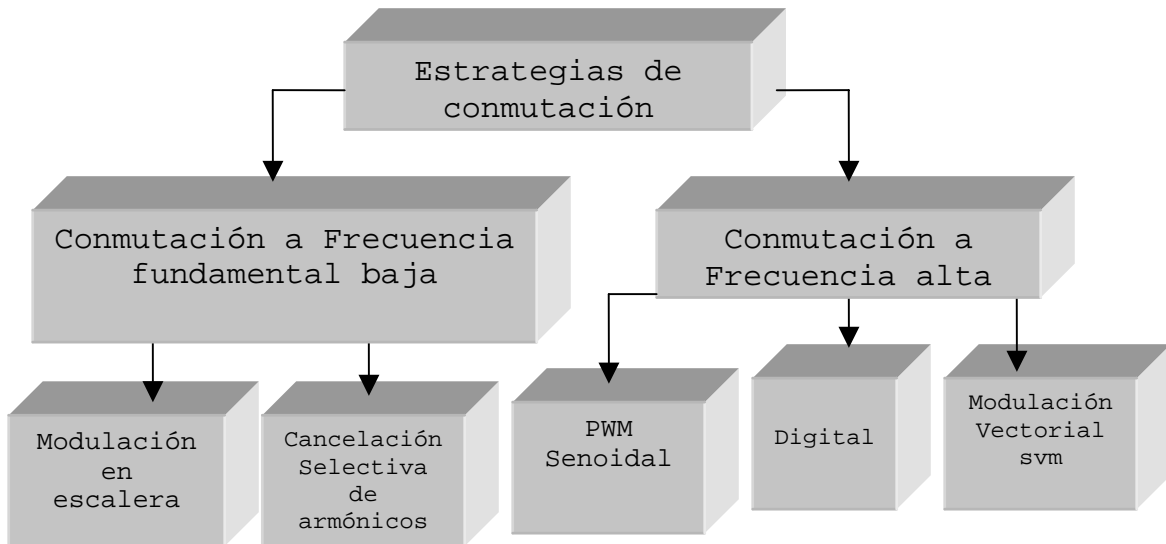 Estrategias de
conmutación
Conmutación a Frecuencia
fundamental baja
Conmutación a
Frecuencia alta
Modulación
en
escalera
Cancelación
Selectiva
de
armónicos
PWM
Senoidal
Digital
Modulación
Vectorial
svm